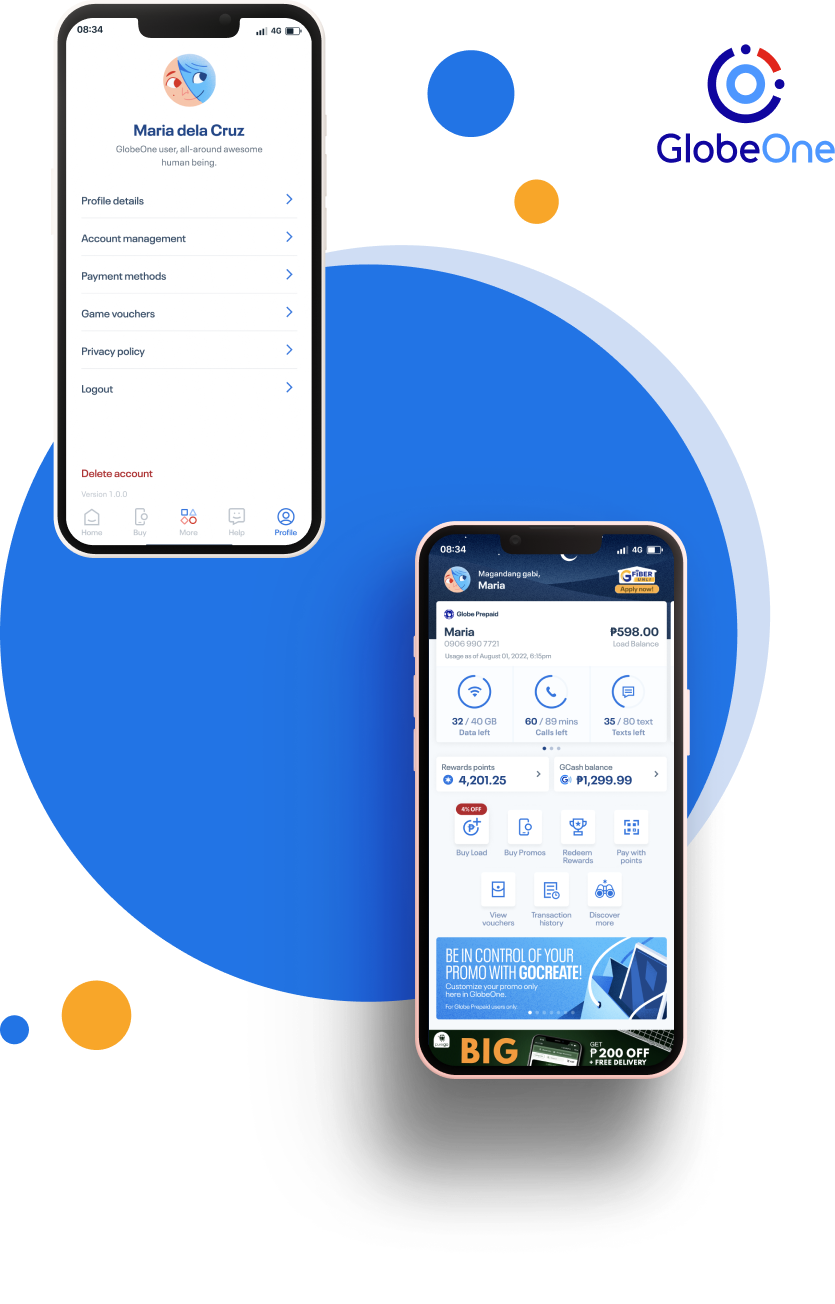 08:34
4G
Maria dela Cruz
GlobeOne user, all-around awesome
human being.
Profile details
Account management
Payment methods
Game vouchers
Privacy policy
Logout
Delete account
Version 1.0.0
Home
Buy
More
Help
Profile
GlobeOne
08:34
4G
Magandang gabi,
Maria
GFIBER
Apply now!
Globe Prepaid
Maria
₱598.00
0906 990 7721
Load Balance
Usage as of August 01, 2022, 6:15pm
32 / 40 GB
Data left
60 / 89 mins
Calls left
35 / 80 text
Texts left
Rewards points
4,201.25
GCash balance
₱1,299.99
4% OFF
Buy Load
Buy Promos
Redeem
Rewards
Pay with
points
View
vouchers
Transaction
history
Discover
more
BE IN CONTROL OF YOUR
PROMO WITH GOCREATE!
Customize your promo only
here in GlobeOne.
For Globe Prepaid users only.
BIG
GET
₱200 OFF
+ FREE DELIVERY